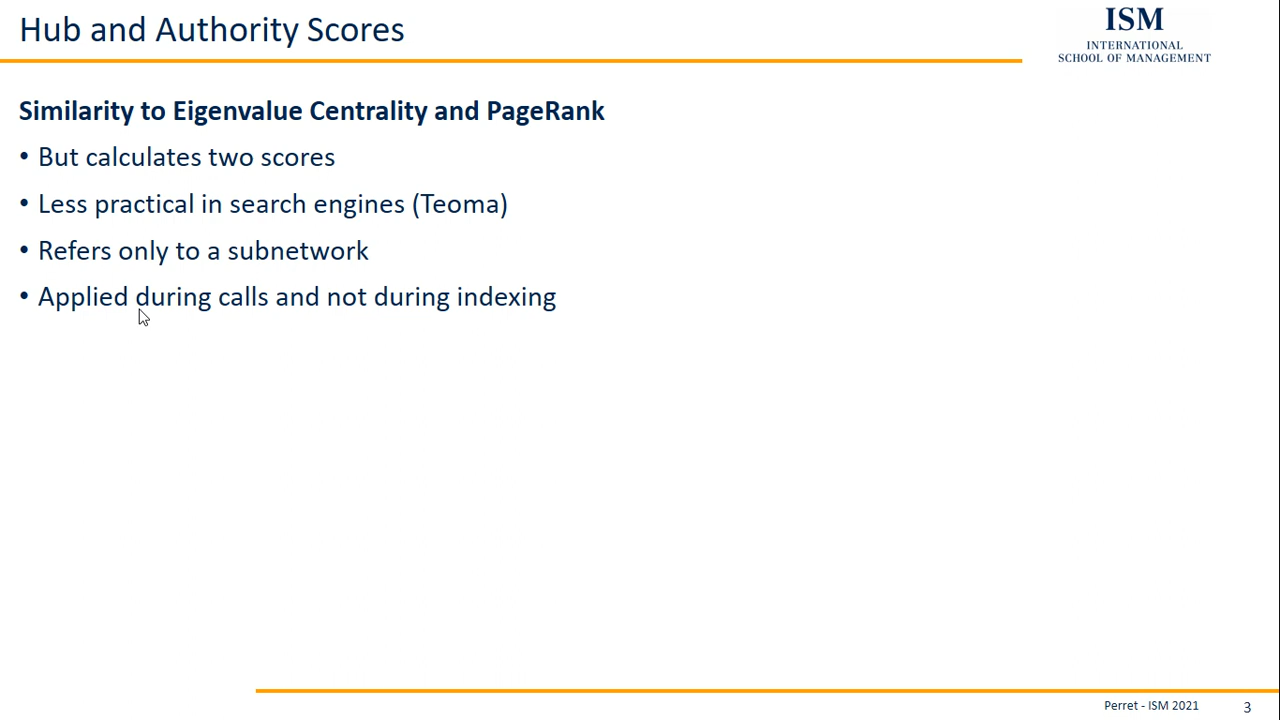 Hub and Authority Scores
ISM
INTERNATIONAL
SCHOOL OF MANAGEMENT
Similarity to Eigenvalue Centrality and PageRank
• But calculates two scores
• Less practical in search engines (Teoma)
• Refers only to a subnetwork
• Applied during calls and not during indexing
Perret - ISM 2021
3